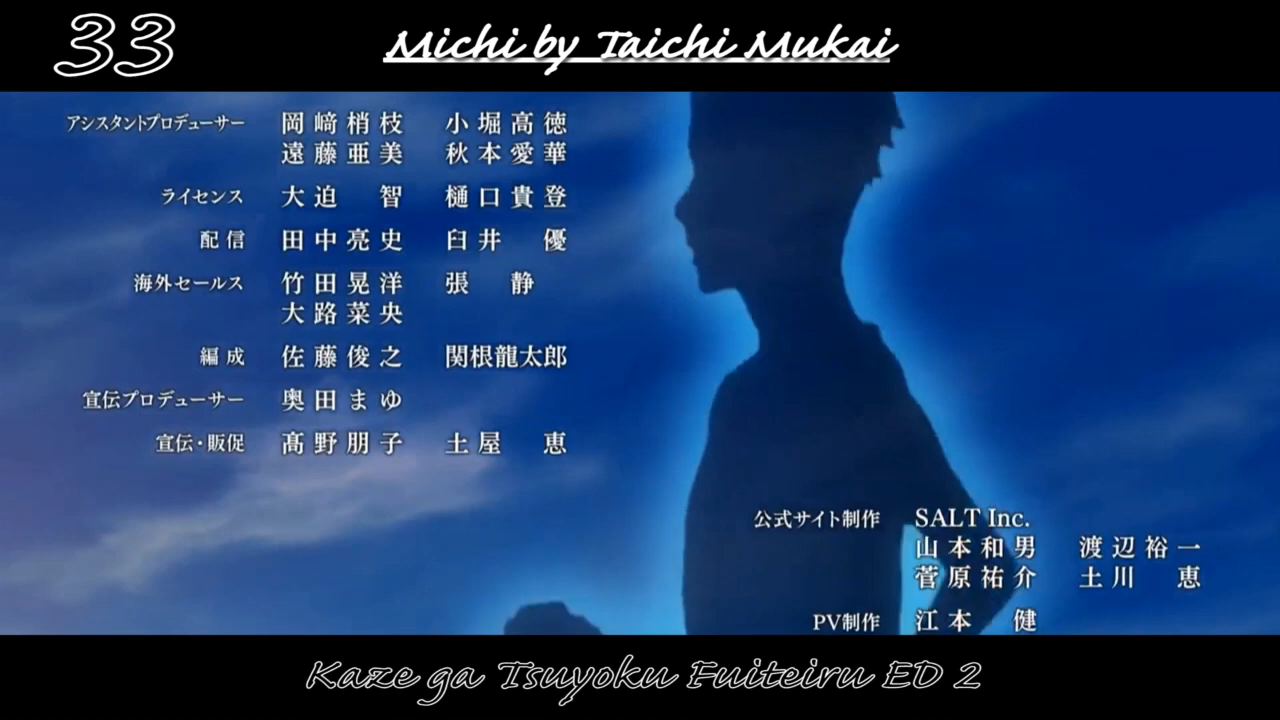 33
Michi by Taichi Mukai
アシスタントプロデューサー 岡﨑梢枝 小堀高徳
遠藤亜美 秋本愛華
ライセンス 大迫 智 樋口貴登
配信 田中亮史 臼井 優
海外セールス 竹田晃洋 張 静
大路菜央
編成 佐藤俊之 関根龍太郎
宣伝プロデューサー 奥田まゆ
宣伝・販促 髙野朋子 土屋 恵
公式サイト制作 SALT Inc.
山本和男 渡辺裕一
菅原祐介 土川 恵
PV制作 江本 健
Kaze ga Tsuyoku Fuiteiru ED 2